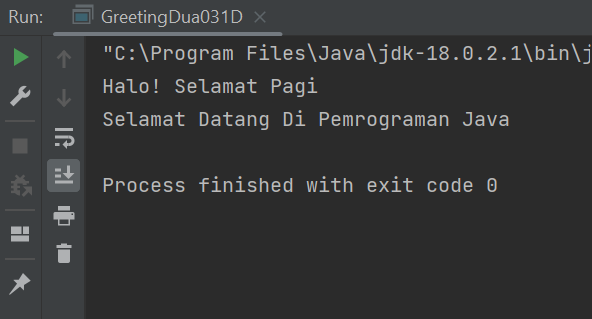 Run: GreetingDua031D
"C:\Program Files\Java\jdk-18.0.2.1\bin\j
Halo! Selamat Pagi
Selamat Datang Di Pemrograman Java
Process finished with exit code 0